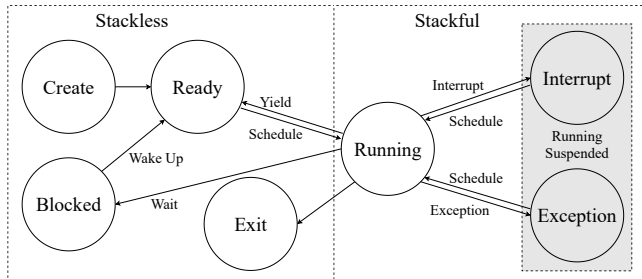 Stackless
Stackful
Create
Ready
Yield
Schedule
Interrupt
Schedule
Interrupt
Running
Running
Suspended
Wake Up
Schedule
Blocked
Wait
Exit
Exception
Exception